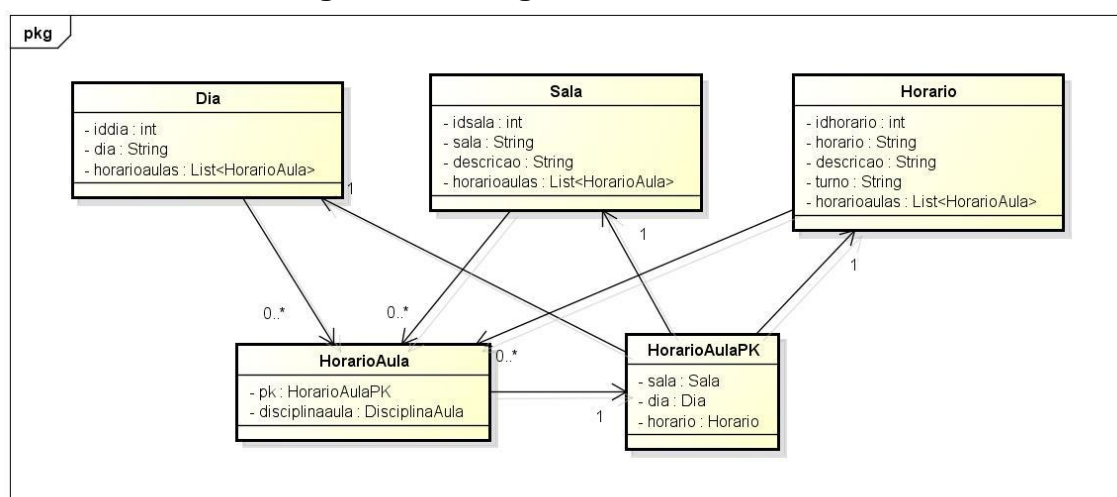 pkg
Dia
- iddia : int
- dia : String
- horarioaulas : List<HorarioAula>
1
Sala
- idsala : int
- sala : String
- descricao : String
- horarioaulas : List<HorarioAula>
1
Horario
- idhorario : int
- horario : String
- descricao : String
- turno : String
- horarioaulas : List<HorarioAula>
1
0..*
0..*
0..*
HorarioAula
- pk : HorarioAulaPK
- disciplinaaula : DisciplinaAula
1
HorarioAulaPK
- sala : Sala
- dia : Dia
- horario : Horario